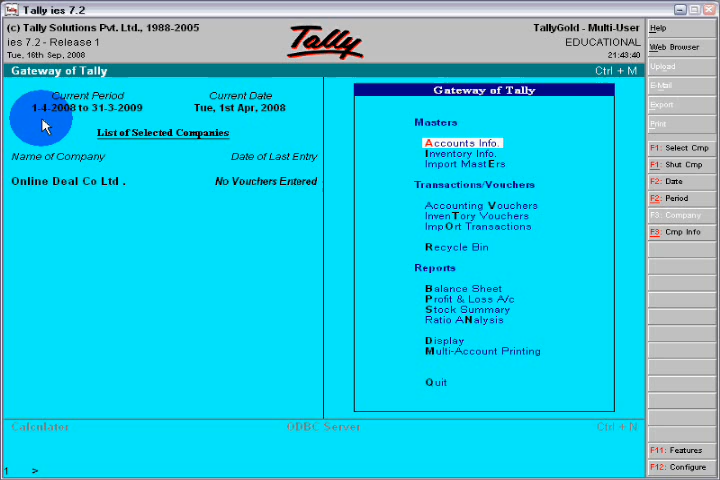 Tally ies 7.2
(c) Tally Solutions Pvt. Ltd., 1988-2005
ies 7.2 - Release 1
Tue, 16th Sep, 2008
Tally
TallyGold - Multi-User
EDUCATIONAL
21:43:40
Gateway of Tally
Ctrl + M
Current Period
Current Date
1-4-2008 to 31-3-2009
Tue, 1st Apr, 2008
List of Selected Companies
Name of Company
Date of Last Entry
Online Deal Co Ltd .
No Vouchers Entered
Gateway of Tally
Masters
Accounts Info.
Inventory Info.
Import MastErs
Transactions/Vouchers
Accounting Vouchers
InvenTory Vouchers
ImpOrt Transactions
Recycle Bin
Reports
Balance Sheet
Profit & Loss A/c
Stock Summary
Ratio ANalysis
Display
Multi-Account Printing
Quit
Calculator
ODBC Server
Ctrl + N
1 >
Help
Web Browser
Upload
E-Mail
Export
Print
F1: Select Cmp
F1: Shut Cmp
F2: Date
F2: Period
F3: Company
F3: Cmp Info
F11: Features
F12: Configure